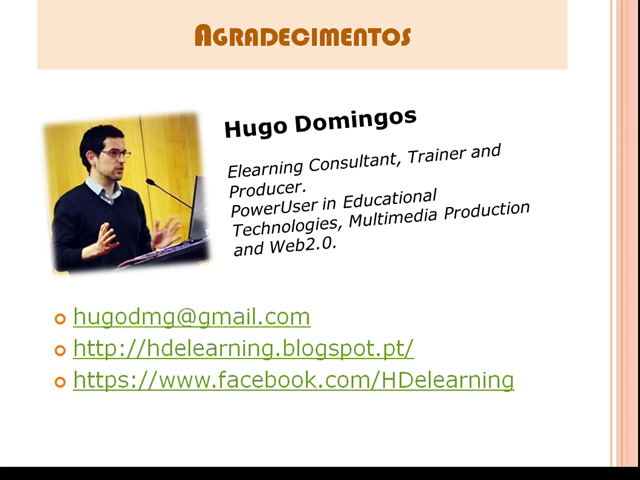 AGRADECIMENTOS
Hugo Domingos
Elearning Consultant, Trainer and
Producer.
PowerUser in Educational
Technologies, Multimedia Production
and Web2.0.
hugodmg@gmail.com
http://hdelearning.blogspot.pt/
https://www.facebook.com/HDelearning